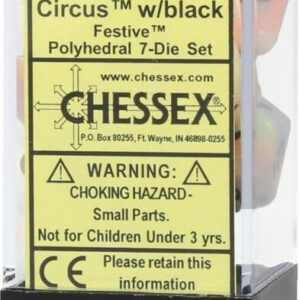 Circus™ w/black
Festive™
Polyhedral 7-Die Set
www.chessex.com
CHESSEX®
P.O. Box 80255, Ft. Wayne, IN 46898-0255
WARNING:
CHOKING HAZARD-
Small Parts.
Not for Children Under 3 yrs.
CE Please retain this
information